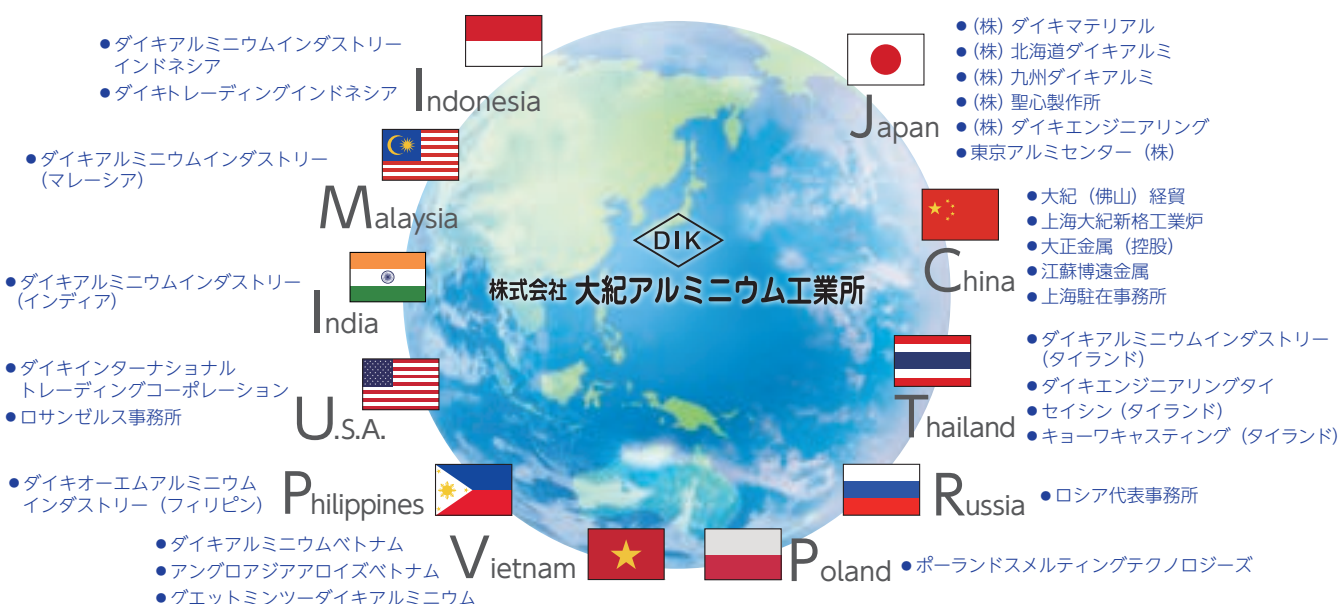 ●ダイキアルミニウムインダストリー
インドネシア
●ダイキトレーディングインドネシア
Indonesia
●ダイキアルミニウムインダストリー
(マレーシア)
Malaysia
●ダイキアルミニウムインダストリー
(インディア)
India
●ダイキインターナショナル
トレーディングコーポレーション
●ロサンゼルス事務所
U.S.A.
●ダイキオーエムアルミニウム
インダストリー（フィリピン）
Philippines
●ダイキアルミニウムベトナム
●アングロアジアアロイズベトナム
●グエットミンツーダイキアルミニウム
Vietnam
DIK
株式会社 大紀アルミニウム工業所
Japan
●(株) ダイキマテリアル
●(株) 北海道ダイキアルミ
●(株) 九州ダイキアルミ
●(株) 聖心製作所
●(株) ダイキエンジニアリング
●東京アルミセンター（株）
China
●大紀（佛山）経貿
●上海大紀新格工業炉
●大正金属（控股）
●江蘇博遠金属
●上海駐在事務所
Thailand
●ダイキアルミニウムインダストリー
(タイランド)
●ダイキエンジニアリングタイ
●セイシン (タイランド)
●キョーワキャスティング（タイランド）
Russia
●ロシア代表事務所
Poland
●ポーランドスメルティングテクノロジーズ